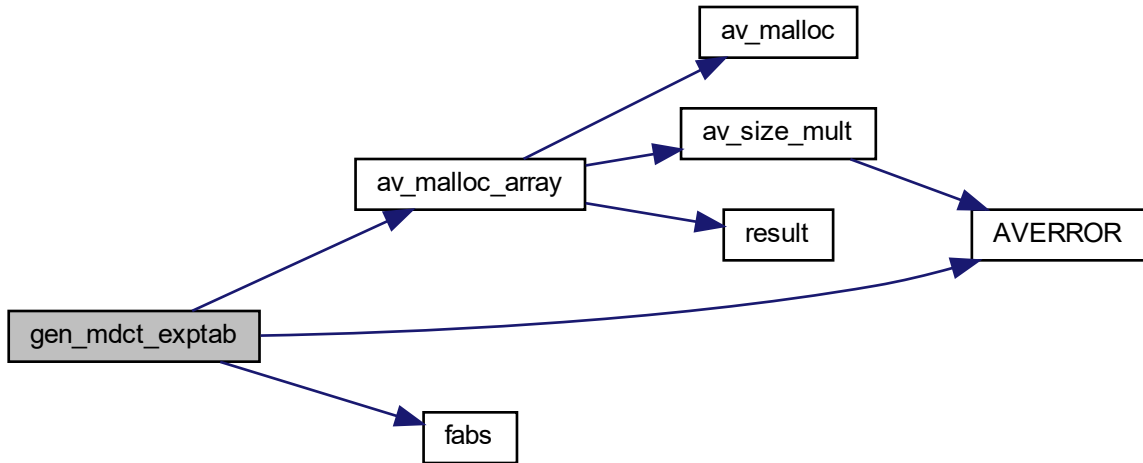 av_malloc
av_size_mult
av_malloc_array
result
AVERROR
gen_mdct_exptab
fabs